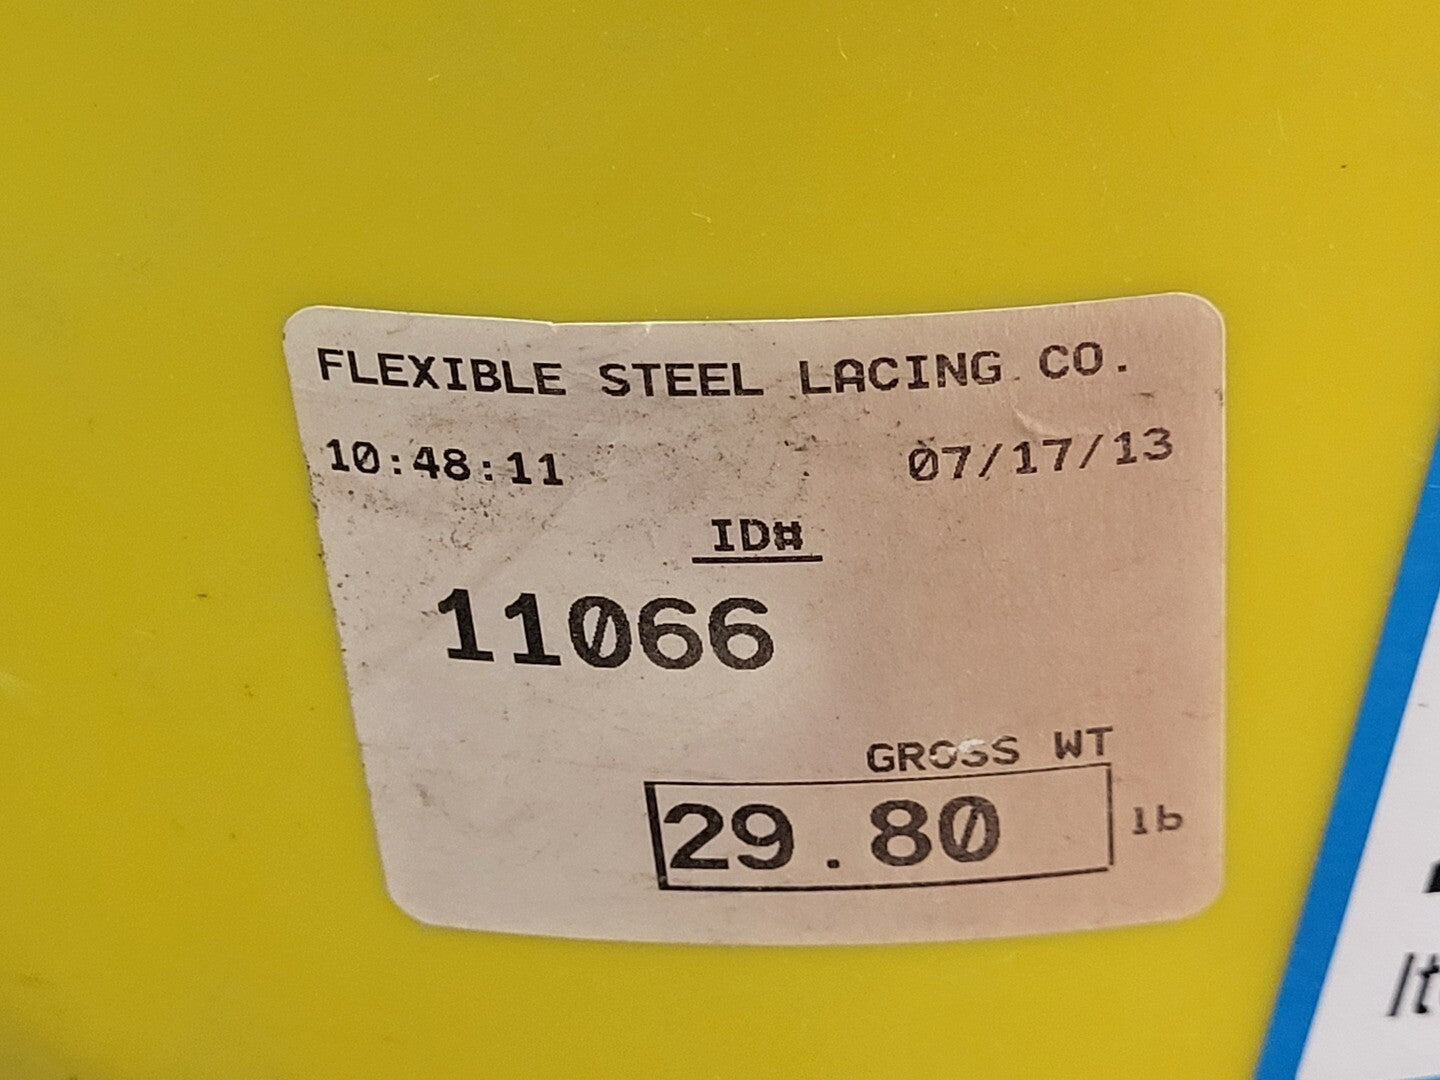 FLEXIBLE STEEL LACING CO.
10:48:11 07/17/13
ID#
11066
GROSS WT
29.80 lb